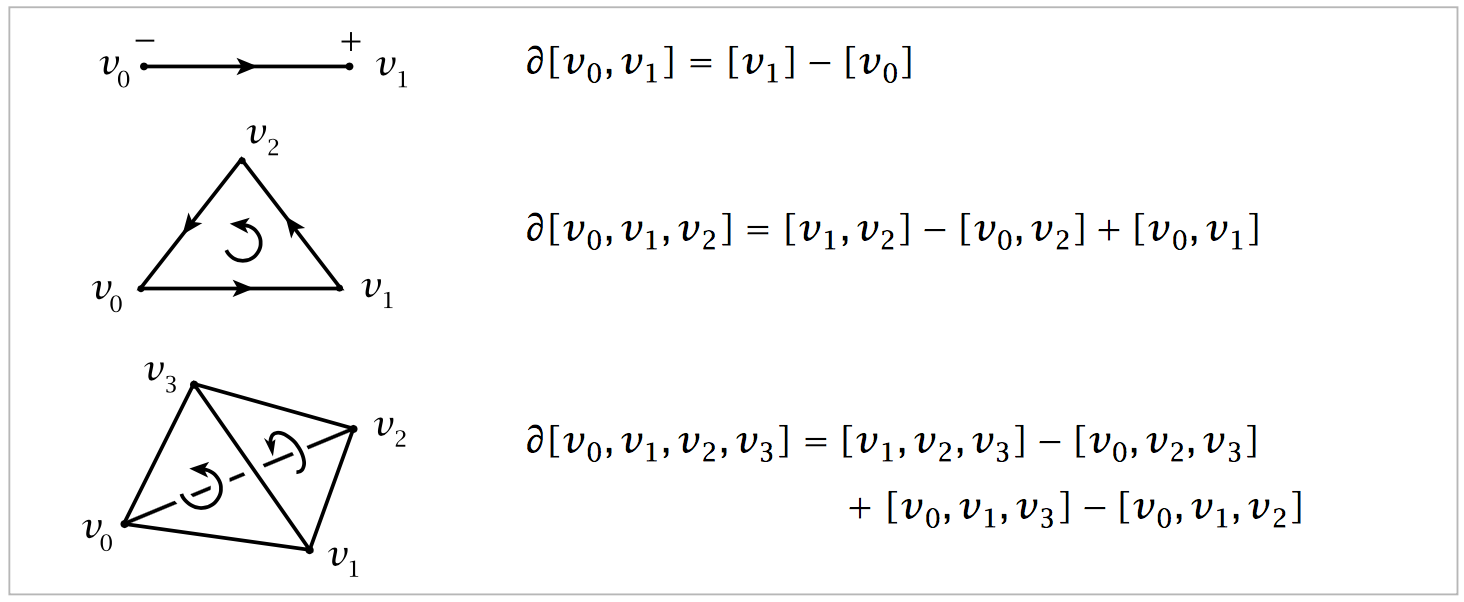 − +
v₀ v₁ ∂[v₀, v₁] = [v₁] − [v₀]
v₂
∂[v₀, v₁, v₂] = [v₁, v₂] − [v₀, v₂] + [v₀, v₁]
v₀ v₁
v₃
v₂ ∂[v₀, v₁, v₂, v₃] = [v₁, v₂, v₃] − [v₀, v₂, v₃]
+ [v₀, v₁, v₃] − [v₀, v₁, v₂]
v₀
v₁